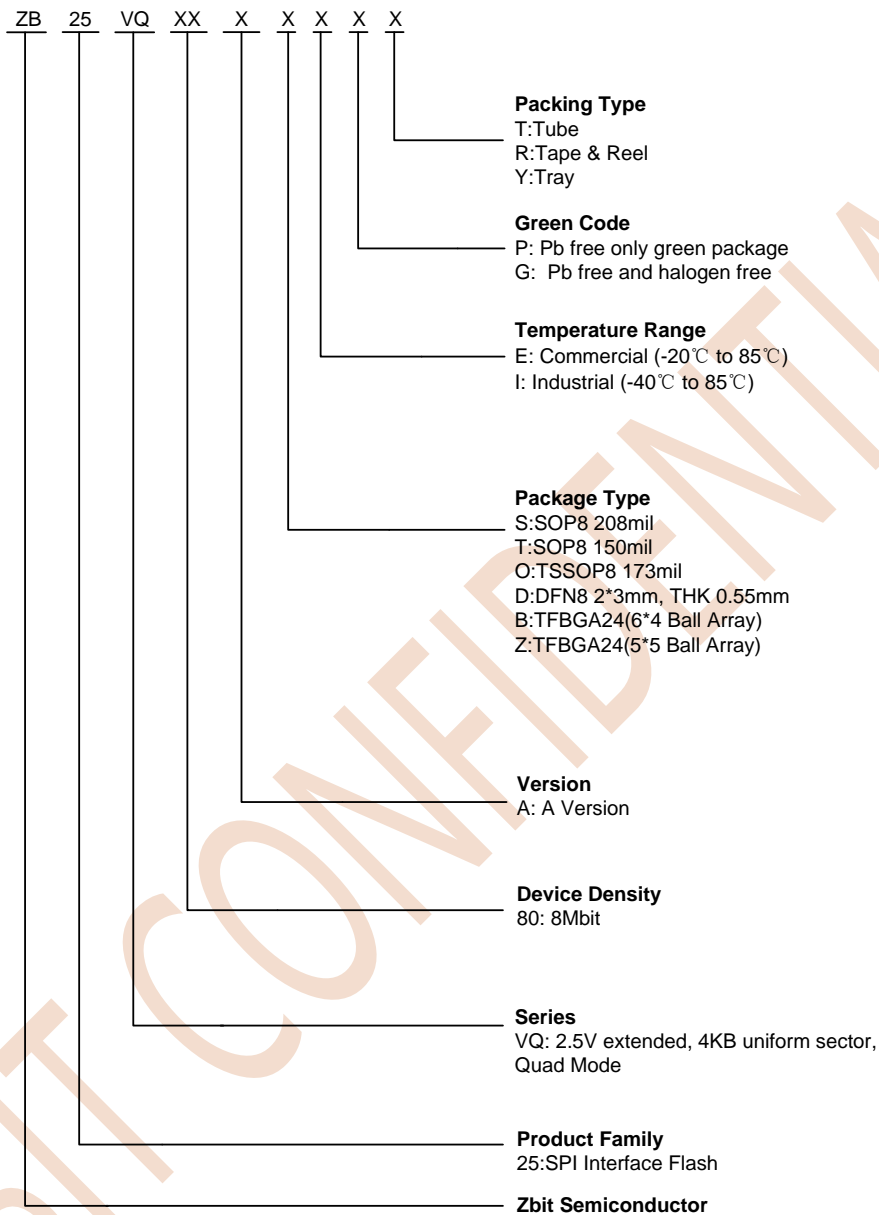 ZB 25 VQ XX X X X X X
Packing Type
T:Tube
R:Tape & Reel
Y:Tray
Green Code
P: Pb free only green package
G: Pb free and halogen free
Temperature Range
E: Commercial (-20℃ to 85℃)
I: Industrial (-40℃ to 85℃)
Package Type
S:SOP8 208mil
T:SOP8 150mil
O:TSSOP8 173mil
D:DFN8 2*3mm, THK 0.55mm
B:TFBGA24(6*4 Ball Array)
Z:TFBGA24(5*5 Ball Array)
Version
A: A Version
Device Density
80: 8Mbit
Series
VQ: 2.5V extended, 4KB uniform sector,
Quad Mode
Product Family
25:SPI Interface Flash
Zbit Semiconductor
BIT CONFIDENTIA